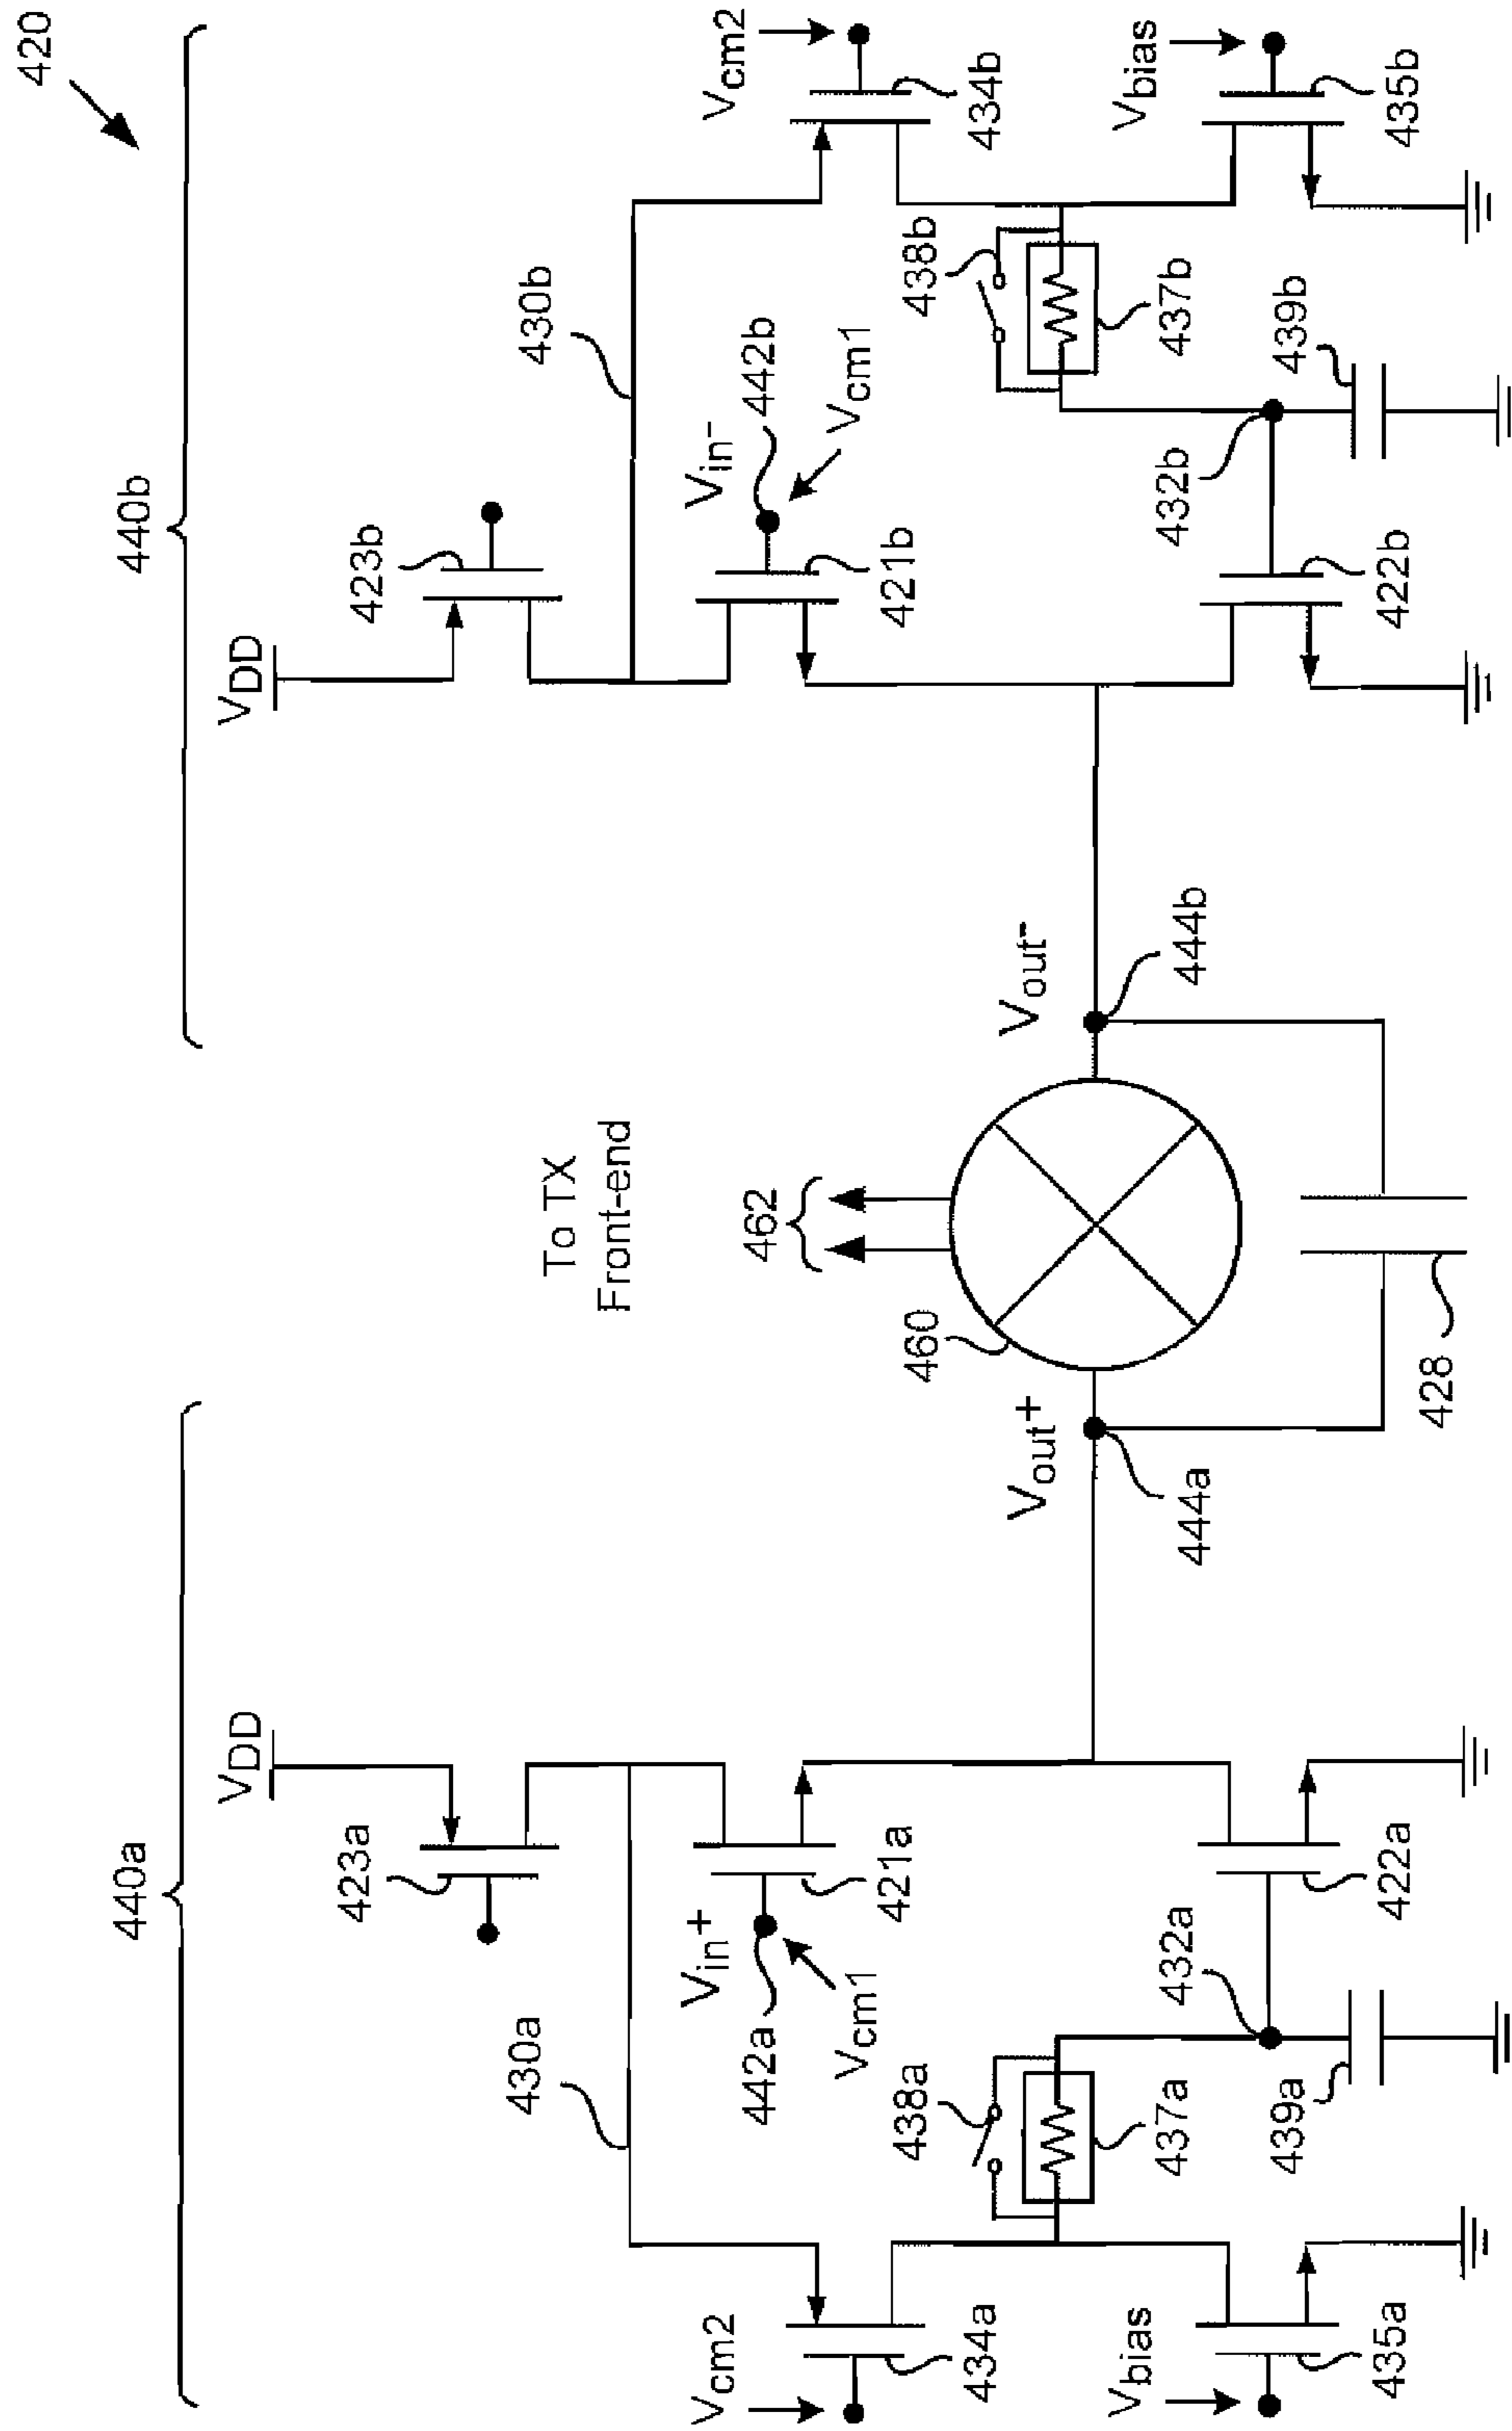 420
440a
440b
VDD
VDD
423a
423b
To TX
Front-end
430a
430b
Vcm2
Vin+
442a
Vcm1
421a
462
Vin-
442b
Vcm1
421b
Vcm2
434a
434b
438a
437a
460
Vout+
Vout-
438b
437b
Vbias
432a
444a
444b
432b
Vbias
435a
439a
422a
428
422b
439b
435b